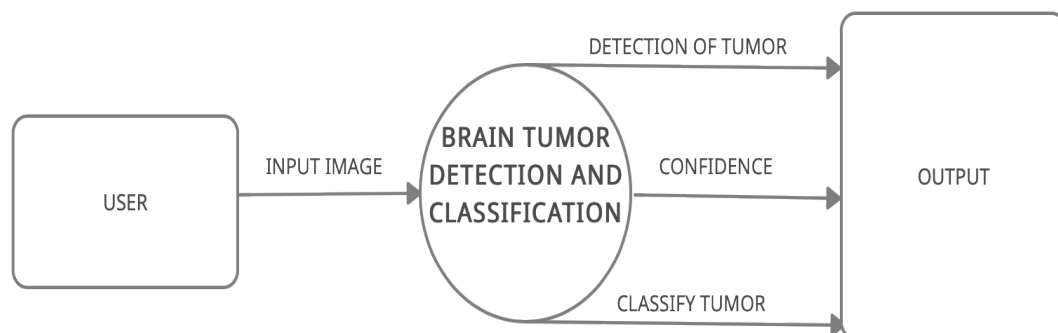 DETECTION OF TUMOR
USER
INPUT IMAGE
BRAIN TUMOR
DETECTION AND
CLASSIFICATION
CONFIDENCE
OUTPUT
CLASSIFY TUMOR